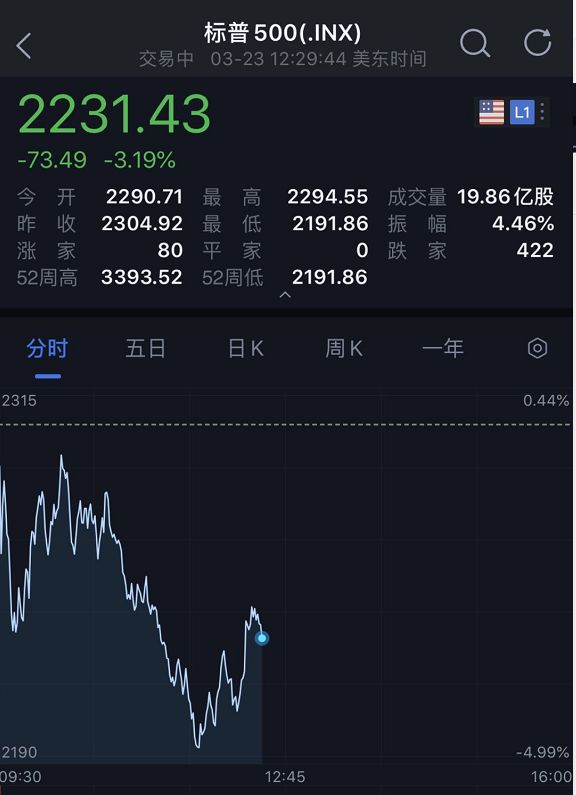 标普500(.INX)
交易中 03-23 12:29:44 美东时间
2231.43
L1
-73.49 -3.19%
今开 2290.71 最高 2294.55 成交量 19.86亿股
昨收 2304.92 最低 2191.86 振幅 4.46%
涨家 80 平家 0 跌家 422
52周高 3393.52 52周低 2191.86
分时 五日 日K 周K 一年
2315 0.44%
2190 -4.99%
09:30 12:45 16:00